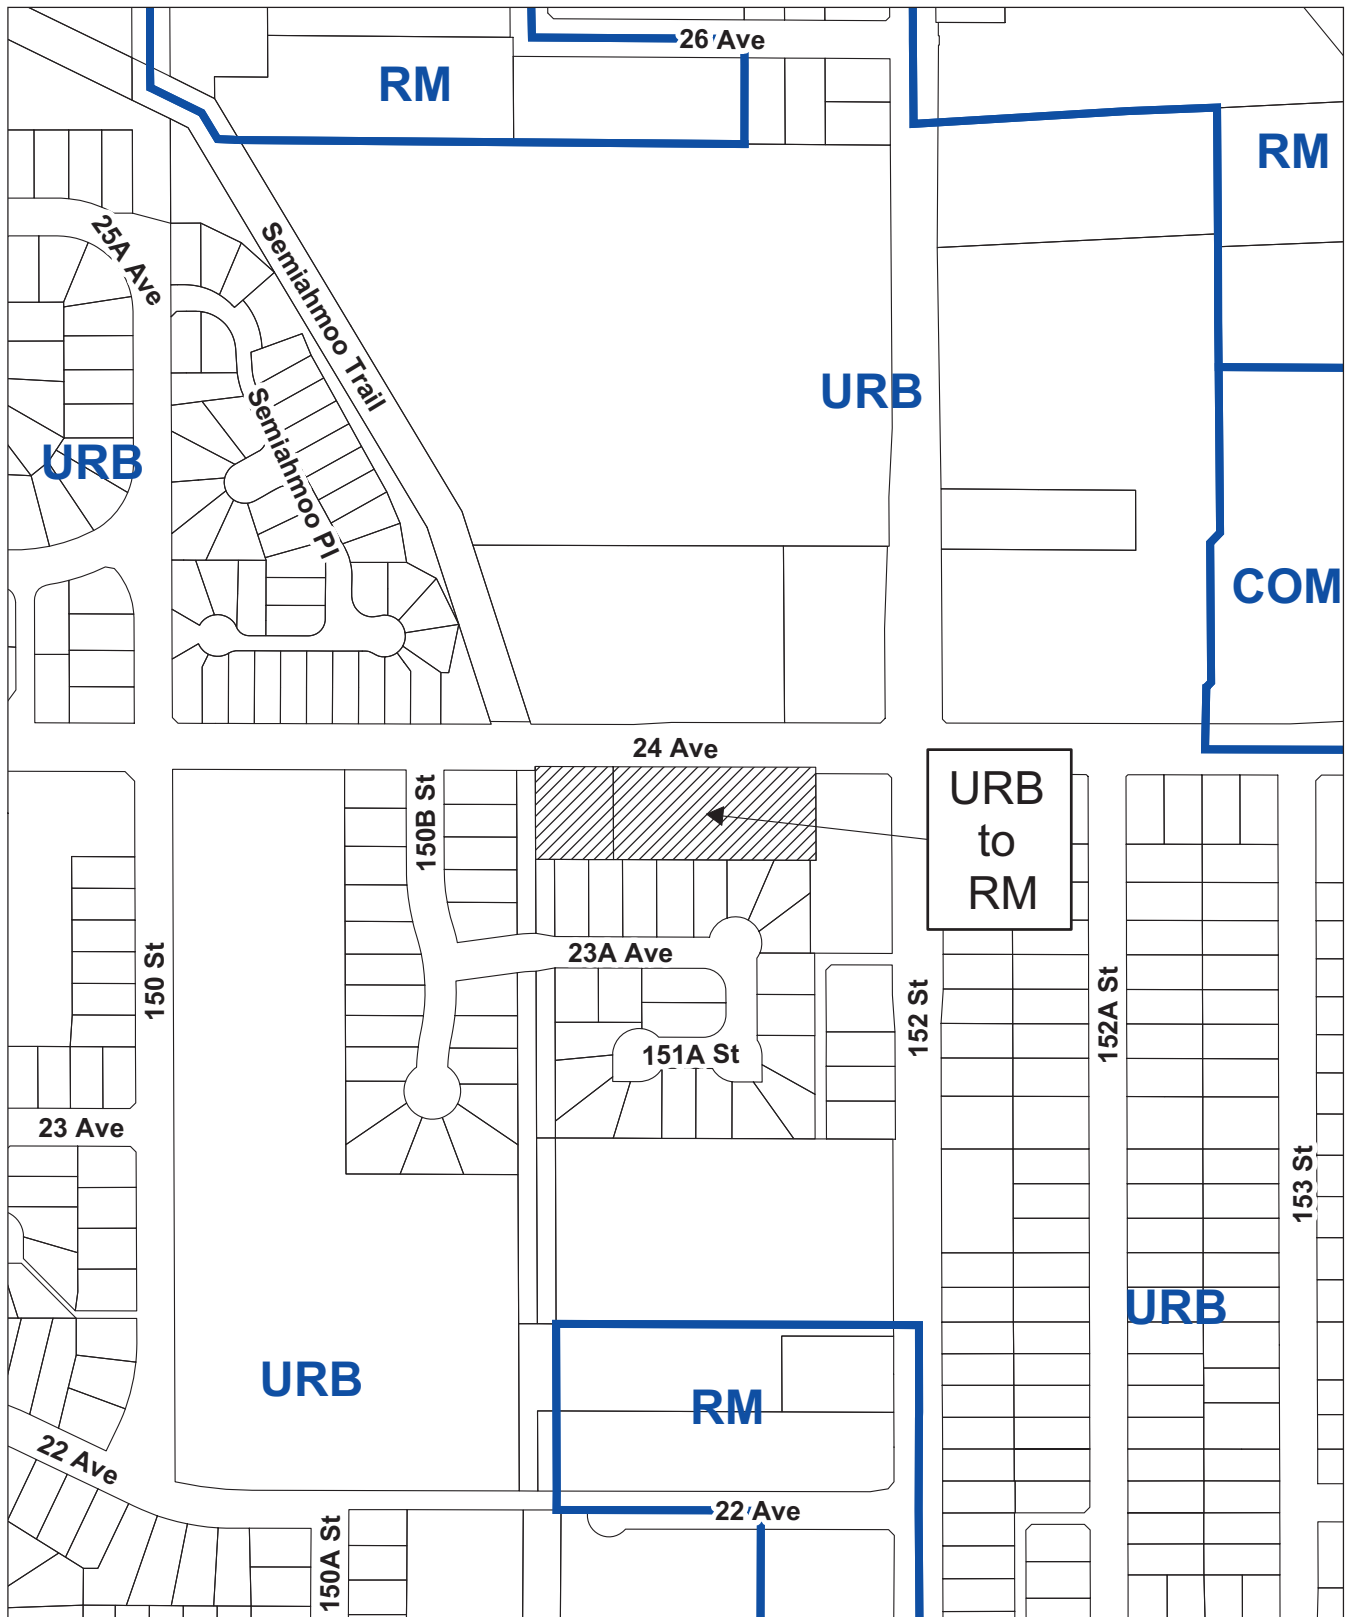 26 Ave
RM
RM
25A Ave
Semiahmoo Trail
URB
Semiahmoo Pl
URB
COM
24 Ave
150B St
URB
to
RM
23A Ave
150 St
152 St
152A St
151A St
23 Ave
153 St
URB
URB
RM
22 Ave
22 Ave
150A St